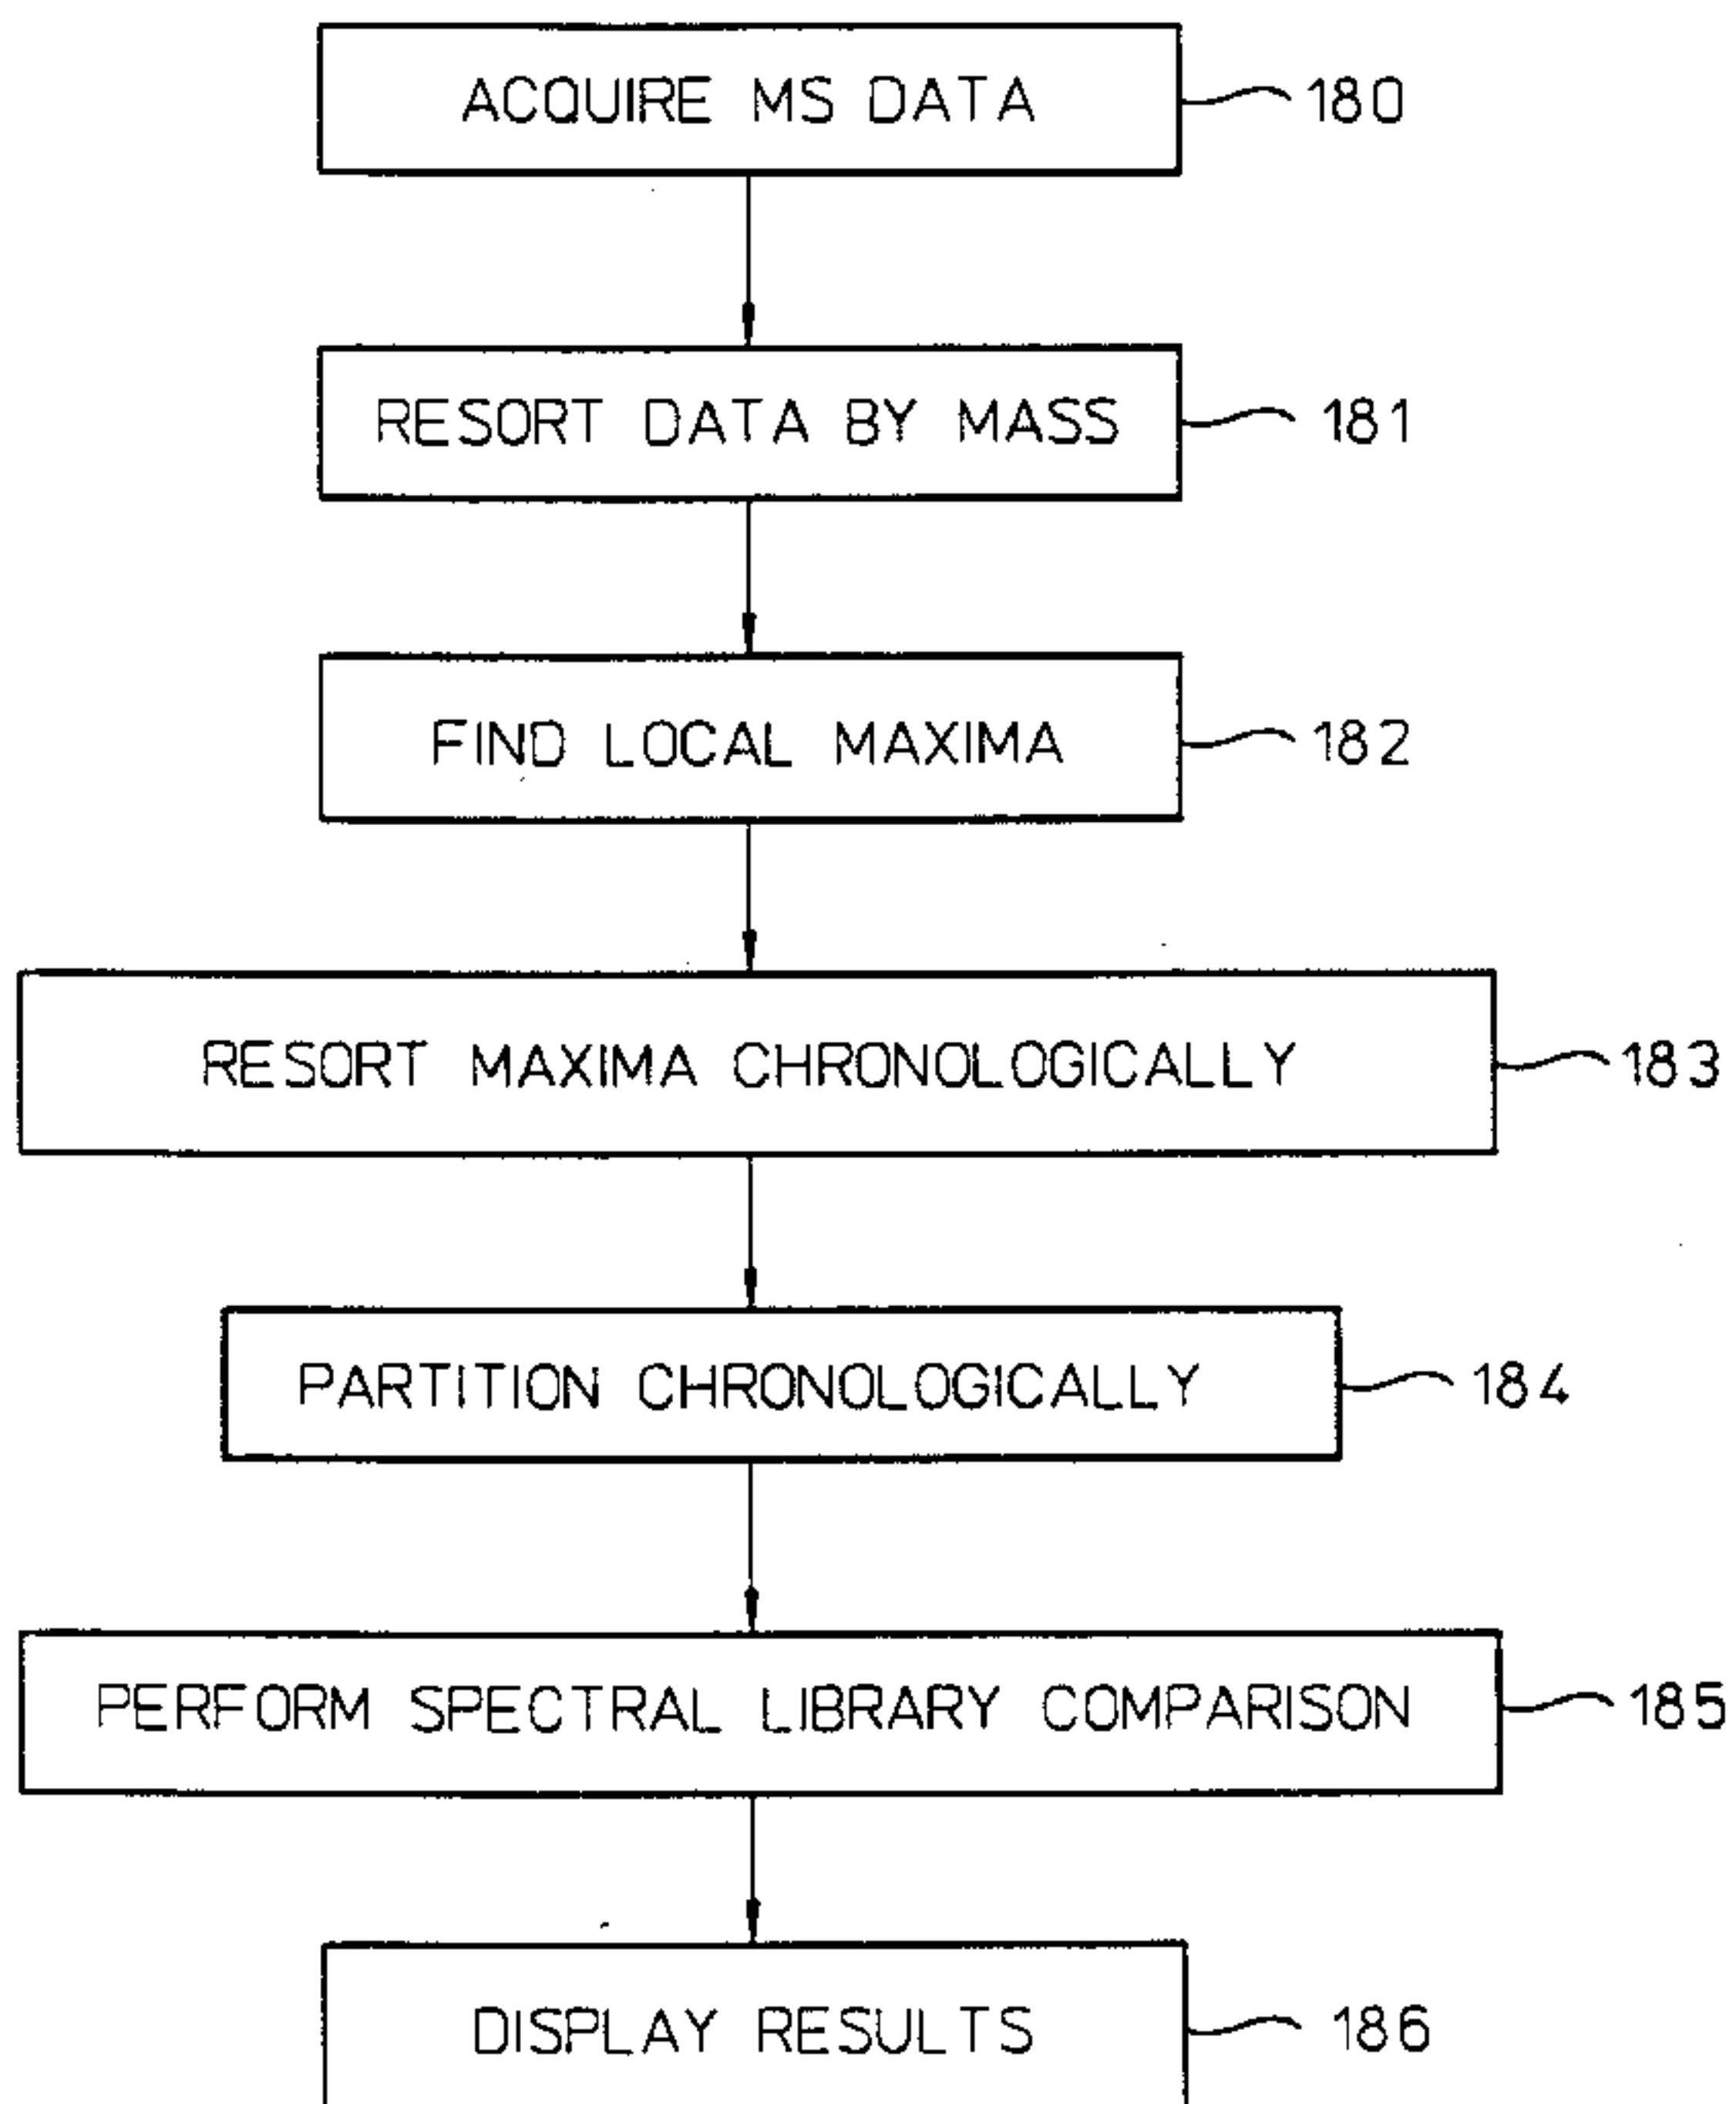 ACQUIRE MS DATA 180
RESORT DATA BY MASS 181
FIND LOCAL MAXIMA 182
RESORT MAXIMA CHRONOLOGICALLY 183
PARTITION CHRONOLOGICALLY 184
PERFORM SPECTRAL LIBRARY COMPARISON 185
DISPLAY RESULTS 186